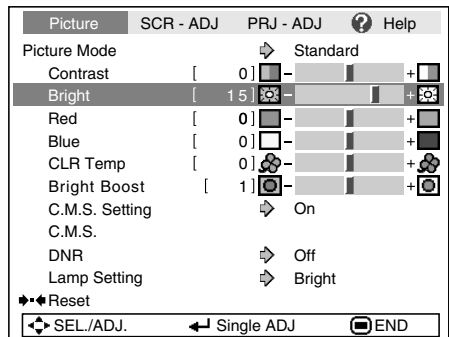 Picture SCR - ADJ PRJ - ADJ ? Help
Picture Mode Standard
Contrast [ 0 ] – +
Bright [ 15 ] – +
Red [ 0 ] – +
Blue [ 0 ] – +
CLR Temp [ 0 ] – +
Bright Boost [ 1 ] – +
C.M.S. Setting On
C.M.S.
DNR Off
Lamp Setting Bright
Reset
SEL./ADJ. Single ADJ END